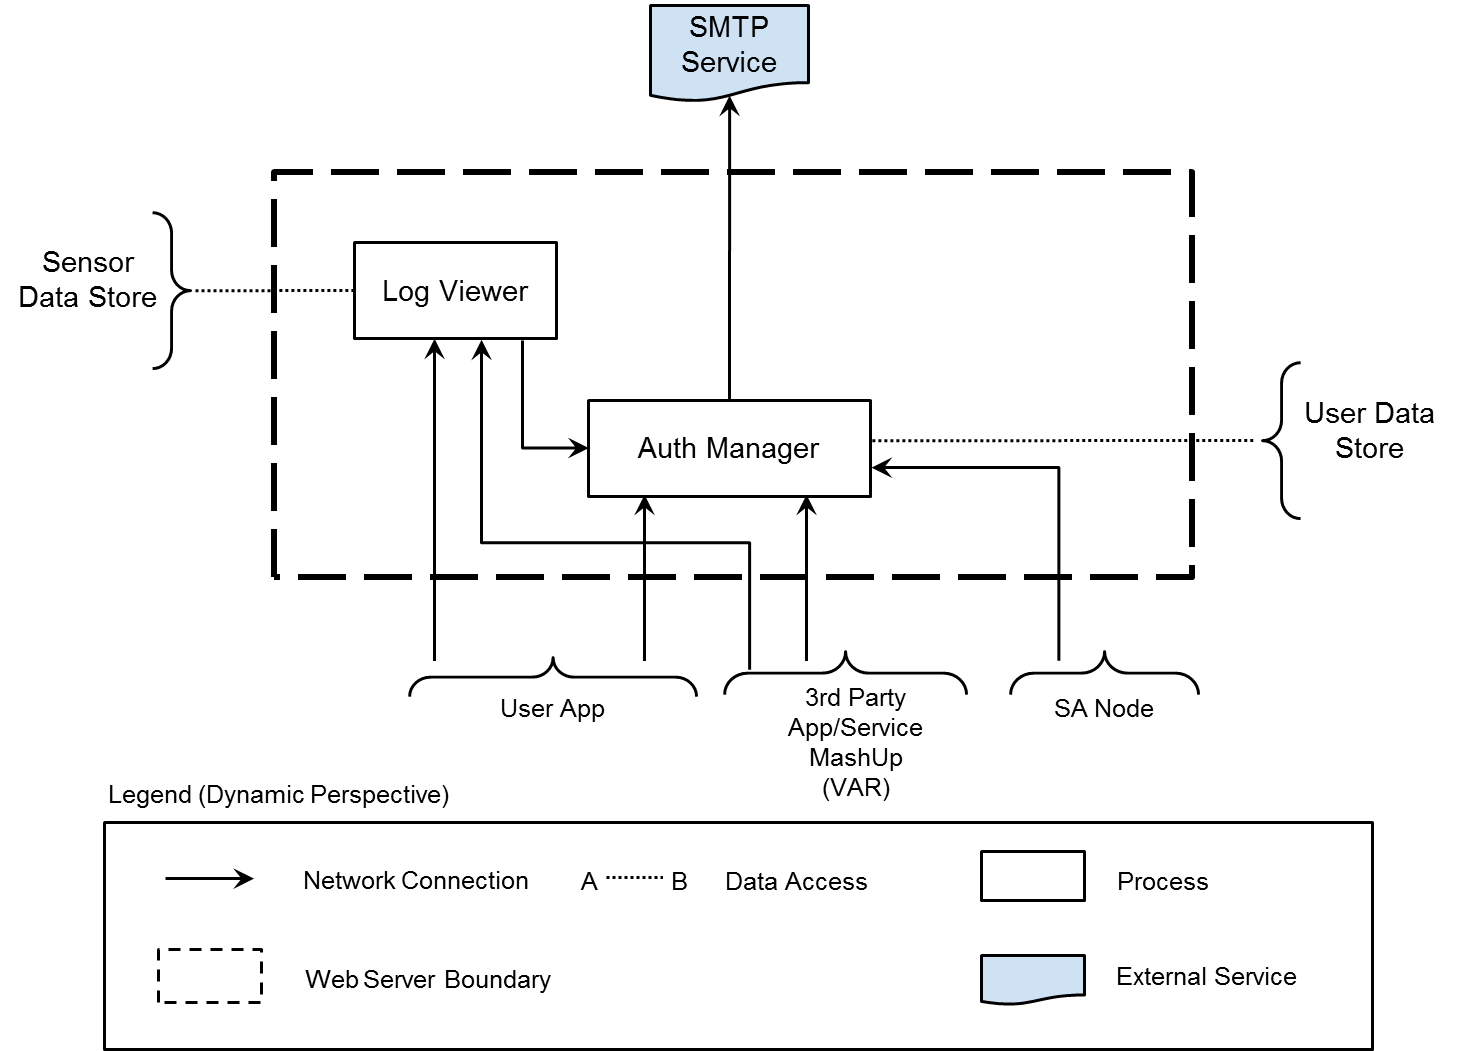 SMTP
Service
Sensor
Data Store
Log Viewer
User Data
Store
Auth Manager
User App
3rd Party
App/Service
MashUp
(VAR)
SA Node
Legend (Dynamic Perspective)
Network Connection
A
B
Data Access
Process
Web Server Boundary
External Service